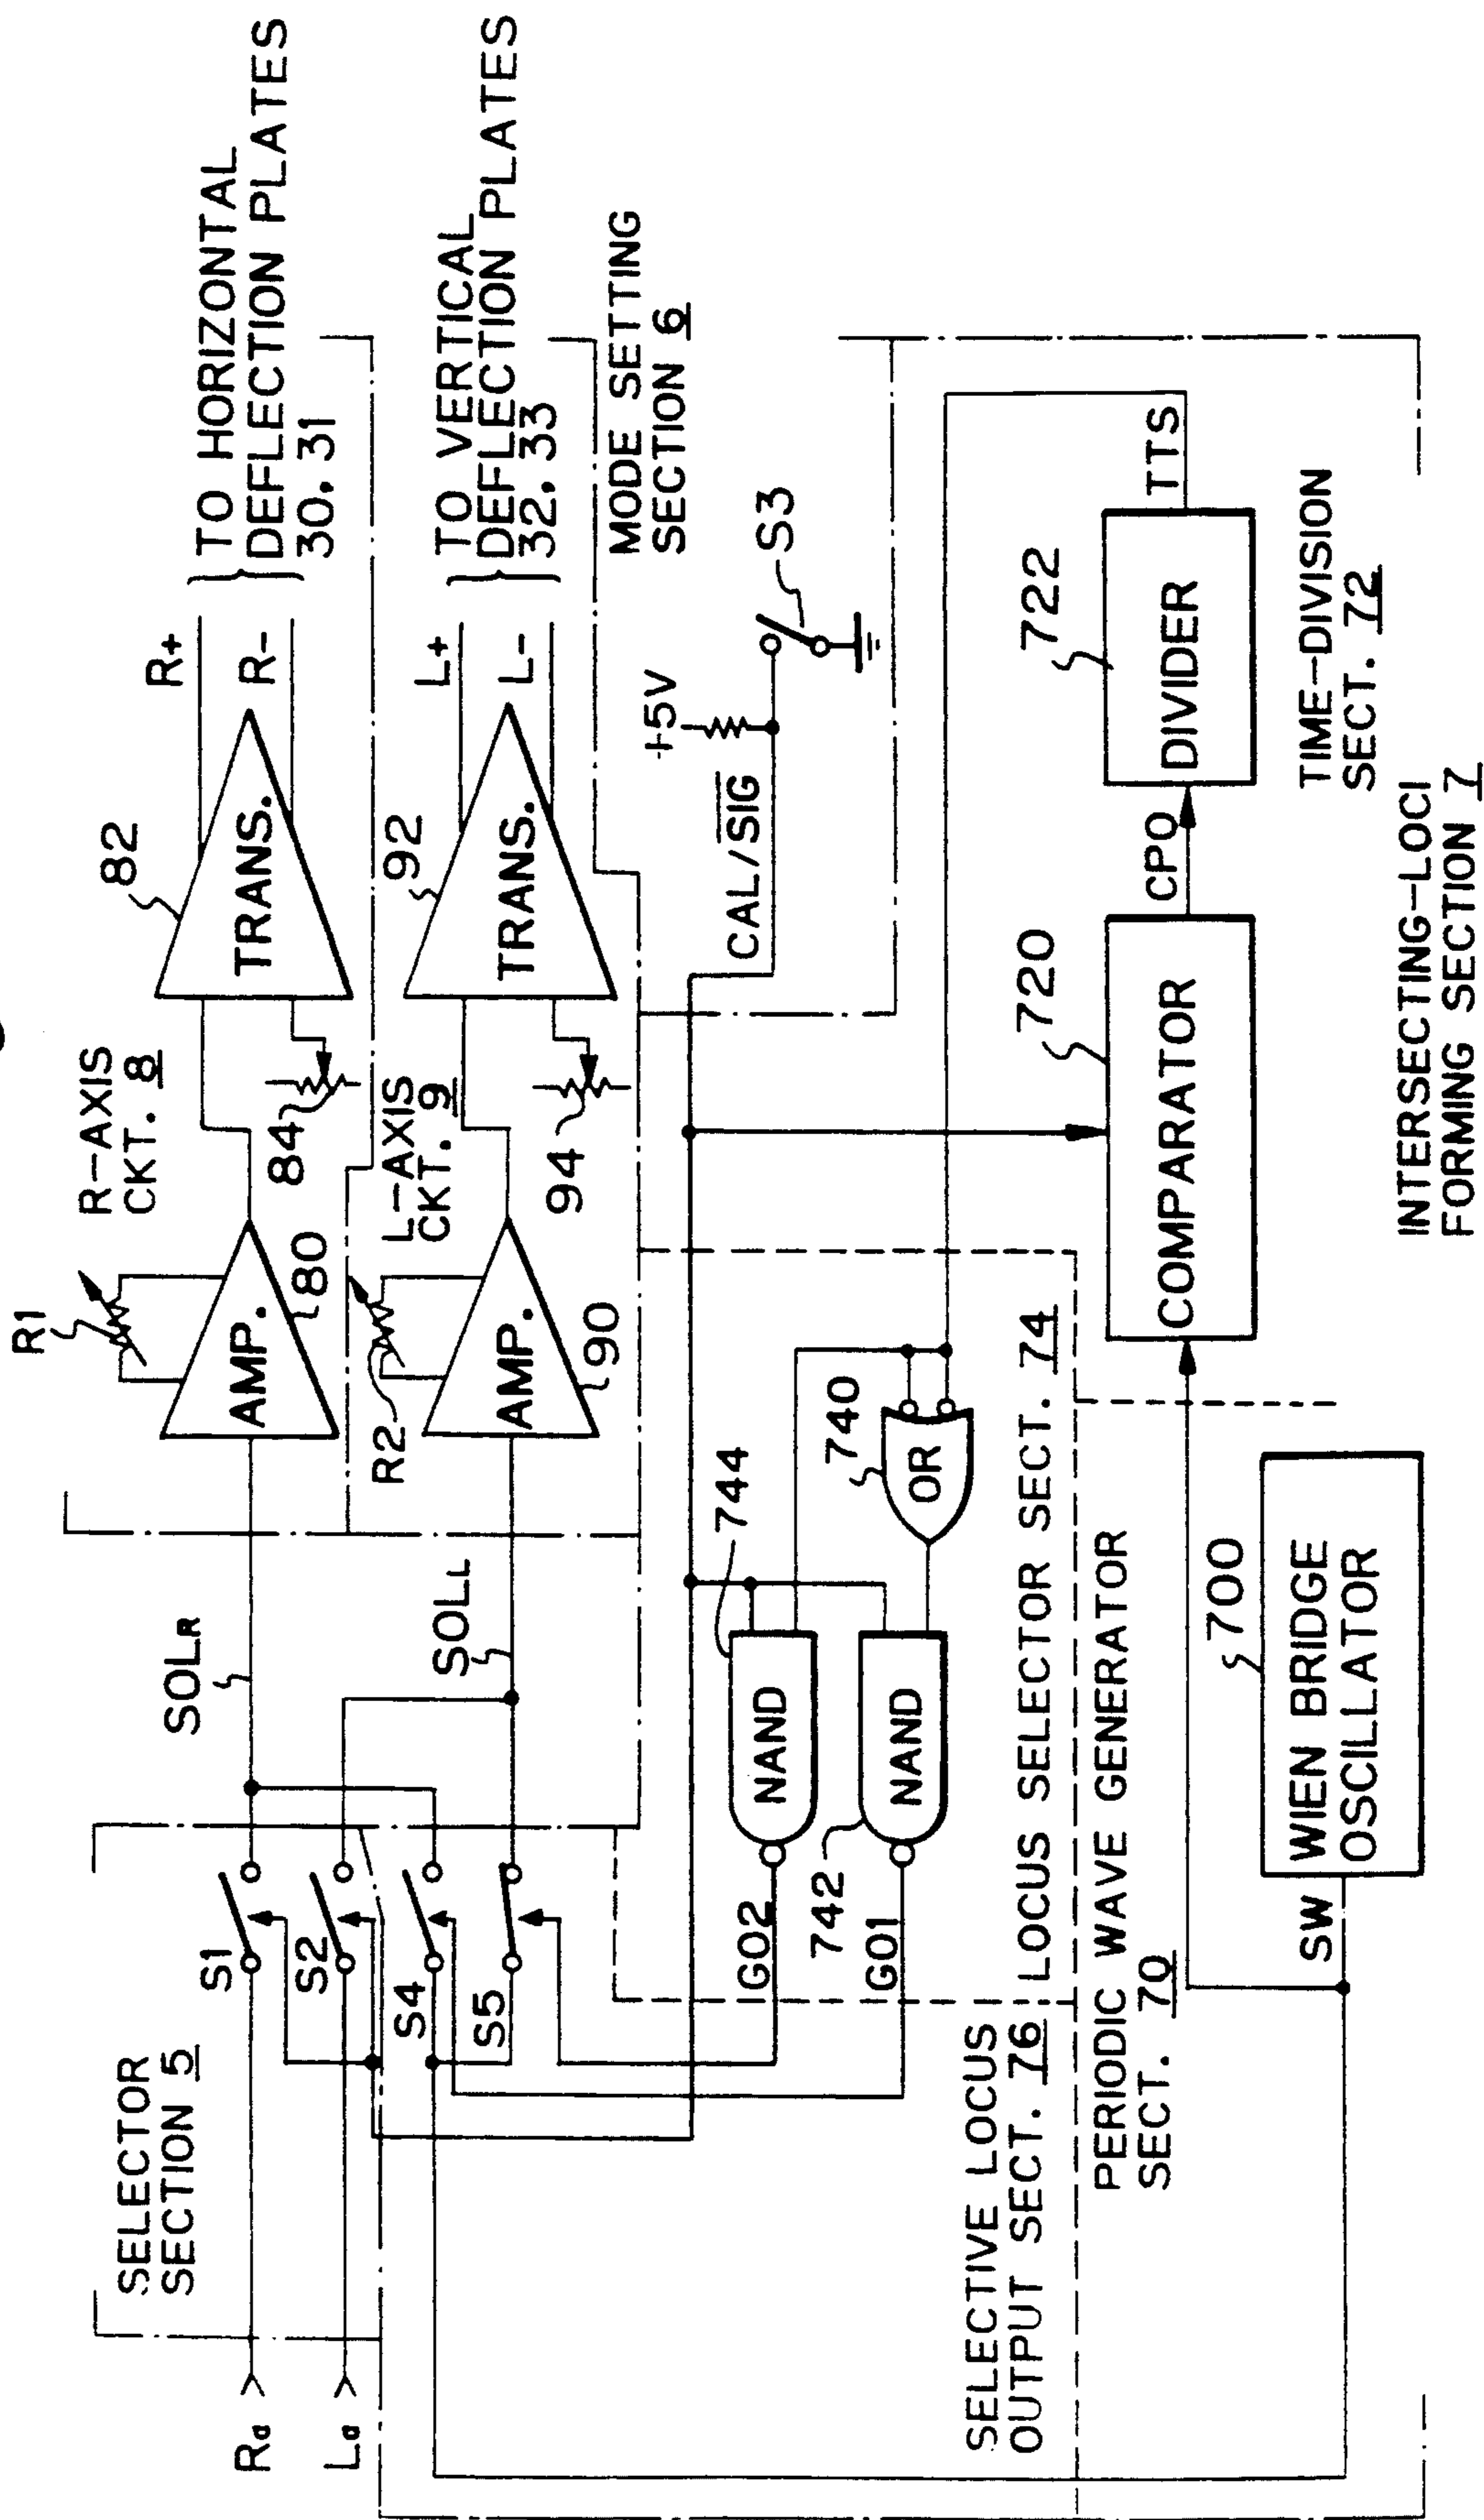 R1
R-AXIS
CKT. 8
82
R+
TO HORIZONTAL
DEFLECTION PLATES
30. 31
R-
AMP.
80
84
TRANS.
SOLR
R2
L-AXIS
CKT. 9
92
L+
TO VERTICAL
DEFLECTION PLATES
32. 33
L-
AMP.
90
94
TRANS.
SOLL
SELECTOR
SECTION 5
Ra
La
S1
S2
S4
S5
MODE SETTING
SECTION 6
+5V
S3
CAL/SIG
744
NAND
G02
740
OR
742
NAND
G01
SELECTIVE LOCUS
OUTPUT SECT. 76
LOCUS SELECTOR SECT. 74
PERIODIC WAVE GENERATOR
SECT. 70
SW
700
WIEN BRIDGE
OSCILLATOR
720
COMPARATOR
CPO
722
DIVIDER
TTS
TIME-DIVISION
SECT. 72
INTERSECTING-LOCI
FORMING SECTION 7